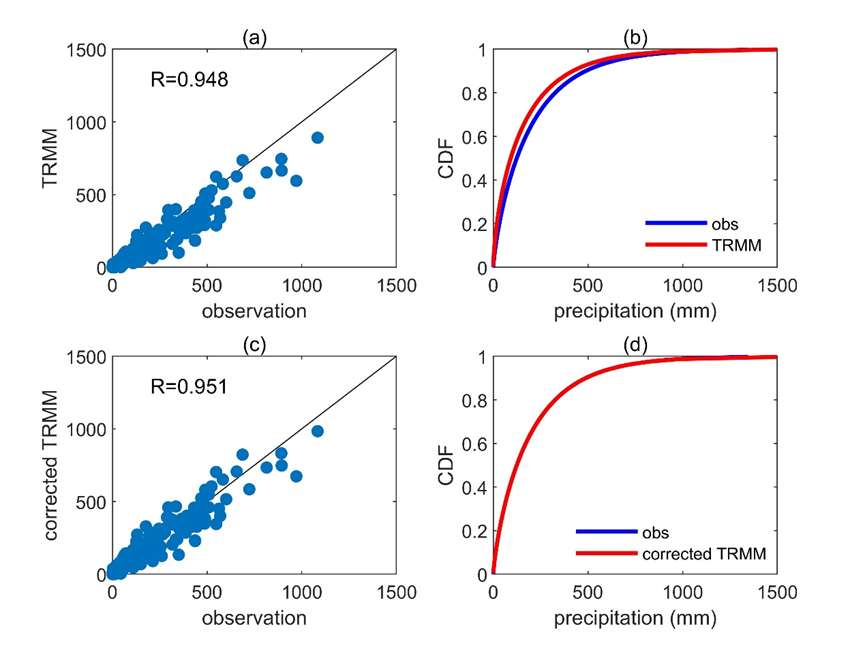 (a)
1500
1000
500
0
TRMM
R=0.948
0 500 1000 1500
observation
(b)
1
0.8
0.6
0.4
0.2
0
CDF
obs
TRMM
0 500 1000 1500
precipitation (mm)
(c)
1500
1000
500
0
corrected TRMM
R=0.951
0 500 1000 1500
observation
(d)
1
0.8
0.6
0.4
0.2
0
CDF
obs
corrected TRMM
0 500 1000 1500
precipitation (mm)